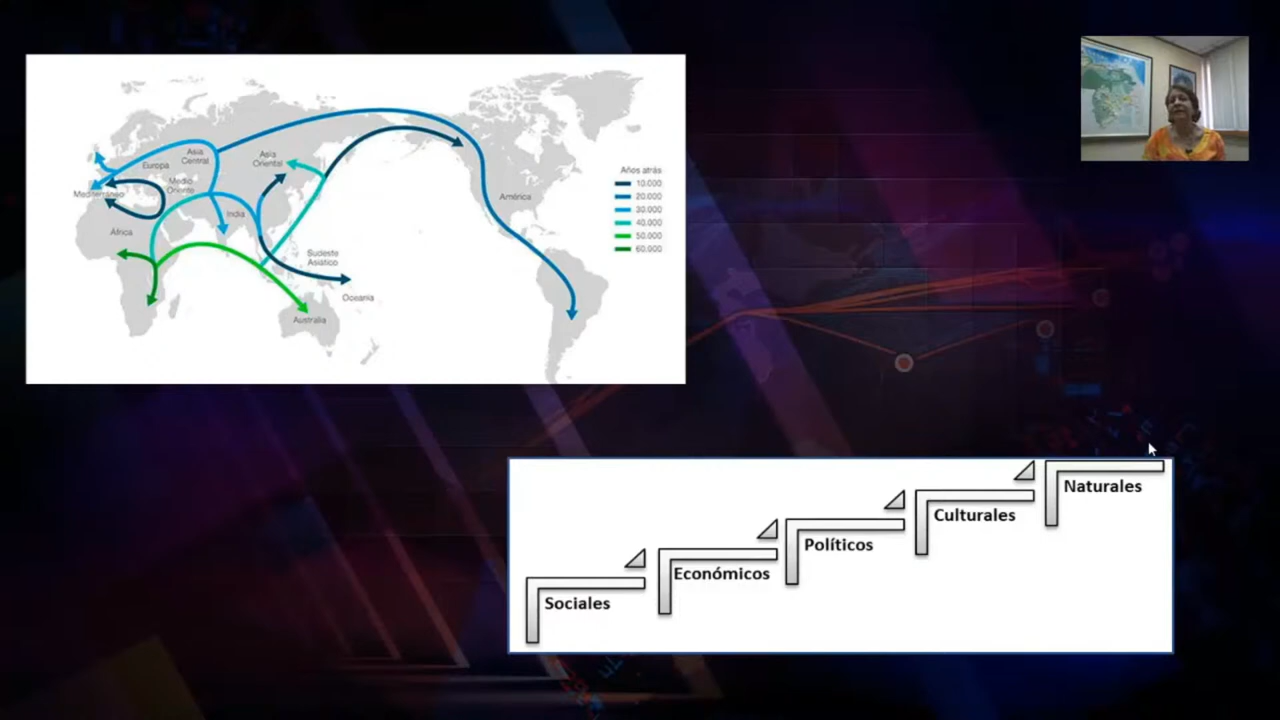 Europa
Asia
Central
Asia
Oriental
Medio
Oriente
Mediterráneo
India
África
Sudeste
Asiático
Oceanía
Australia
América
Años atrás
10.000
20.000
30.000
40.000
50.000
60.000
Naturales
Culturales
Políticos
Económicos
Sociales